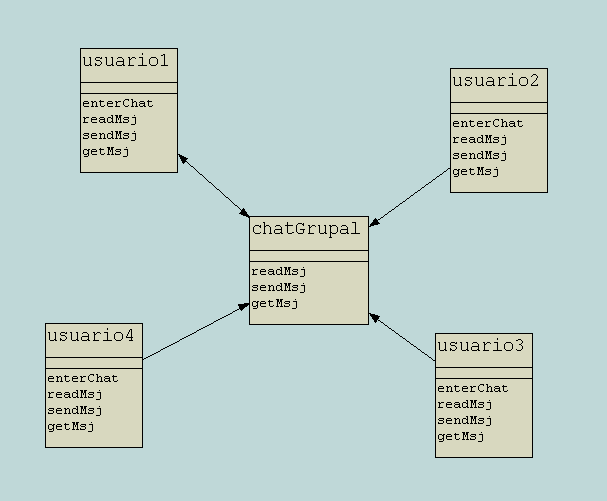 usuario1
enterChat
readMsj
sendMsj
getMsj
usuario2
enterChat
readMsj
sendMsj
getMsj
chatGrupal
readMsj
sendMsj
getMsj
usuario4
enterChat
readMsj
sendMsj
getMsj
usuario3
enterChat
readMsj
sendMsj
getMsj